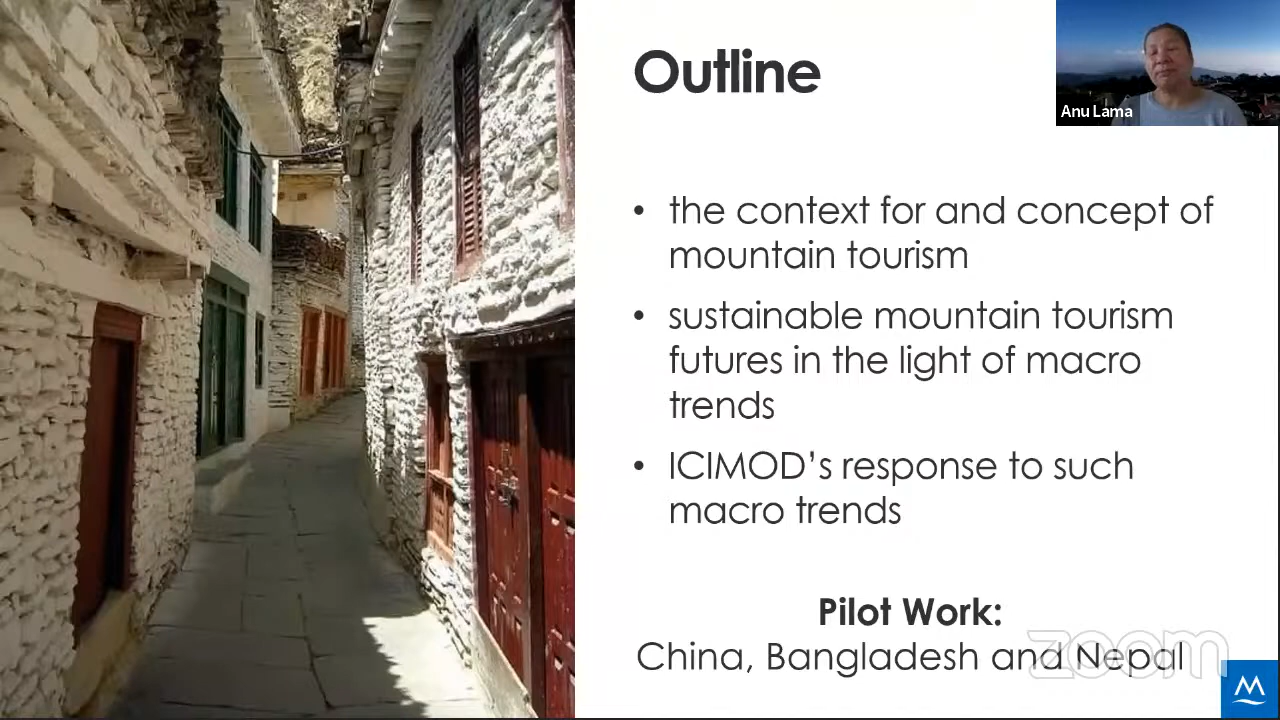 Outline
Anu Lama
• the context for and concept of
mountain tourism
• sustainable mountain tourism
futures in the light of macro
trends
• ICIMOD’s response to such
macro trends
Pilot Work:
China, Bangladesh and Nepal
zoom